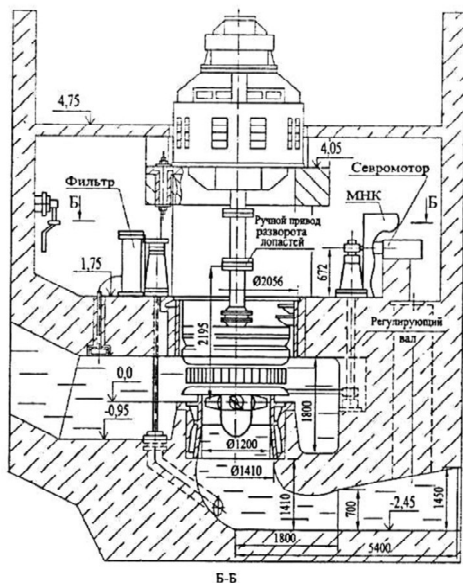 4,75
4,05
Севромотор
Фильтр
МНК
Б
Б
Ручной привод
разворота
лопастей
672
1,75
Ø2056
2195
Регулирующий
вал
0,0
-0,95
1800
Ø1200
Ø1410
1410
700
-2,45
1450
1800
5400
Б-Б